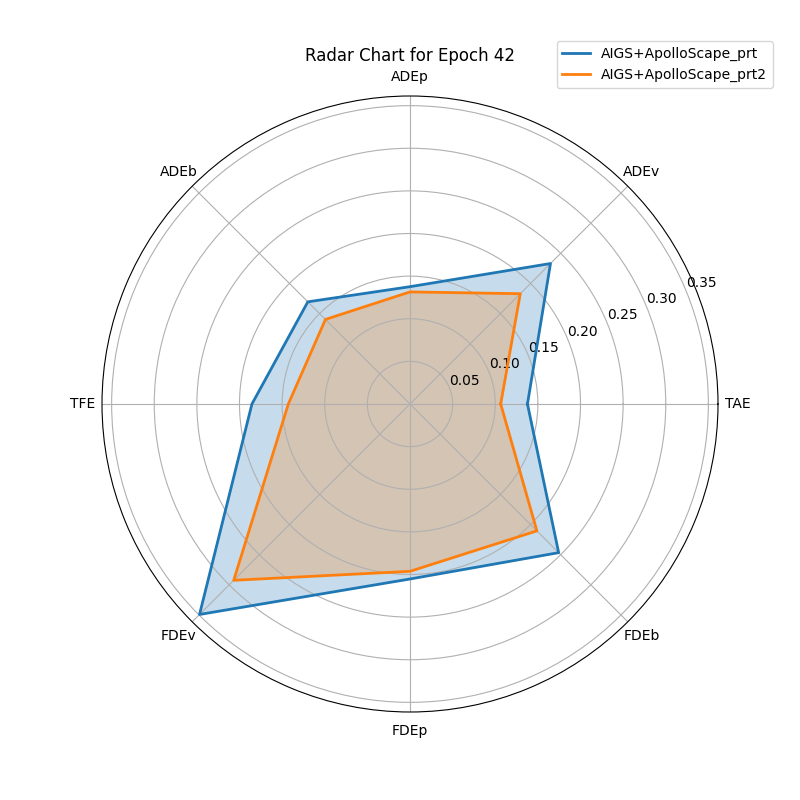 Radar Chart for Epoch 42
AIGS+ApolloScape_prt
AIGS+ApolloScape_prt2
ADEp
ADEb
ADEv
0.35
0.30
0.25
0.20
0.15
0.10
0.05
TFE
TAE
FDEv
FDEb
FDEp